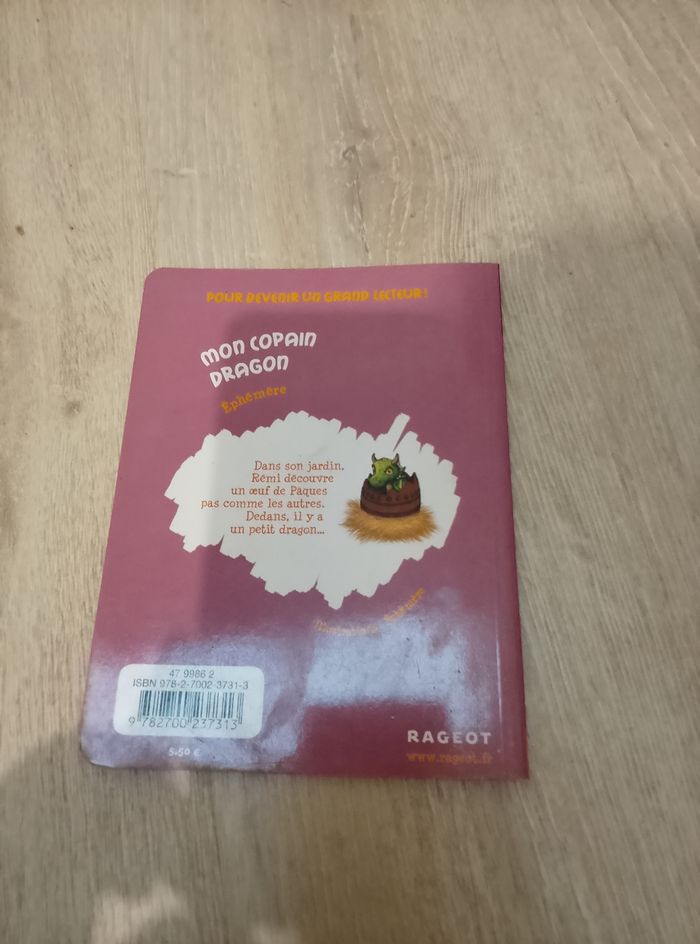 POUR DEVENIR UN GRAND LECTEUR !
MON COPAIN
DRAGON
Éphémère
Dans son jardin,
Rémi découvre
un œuf de Pâques
pas comme les autres.
Dedans, il y a
un petit dragon...
Illustrations Éphémère
47 9986 2
ISBN 978-2-7002-3731-3
9 782700 237313
5,50 €
RAGEOT
www.rageot.fr